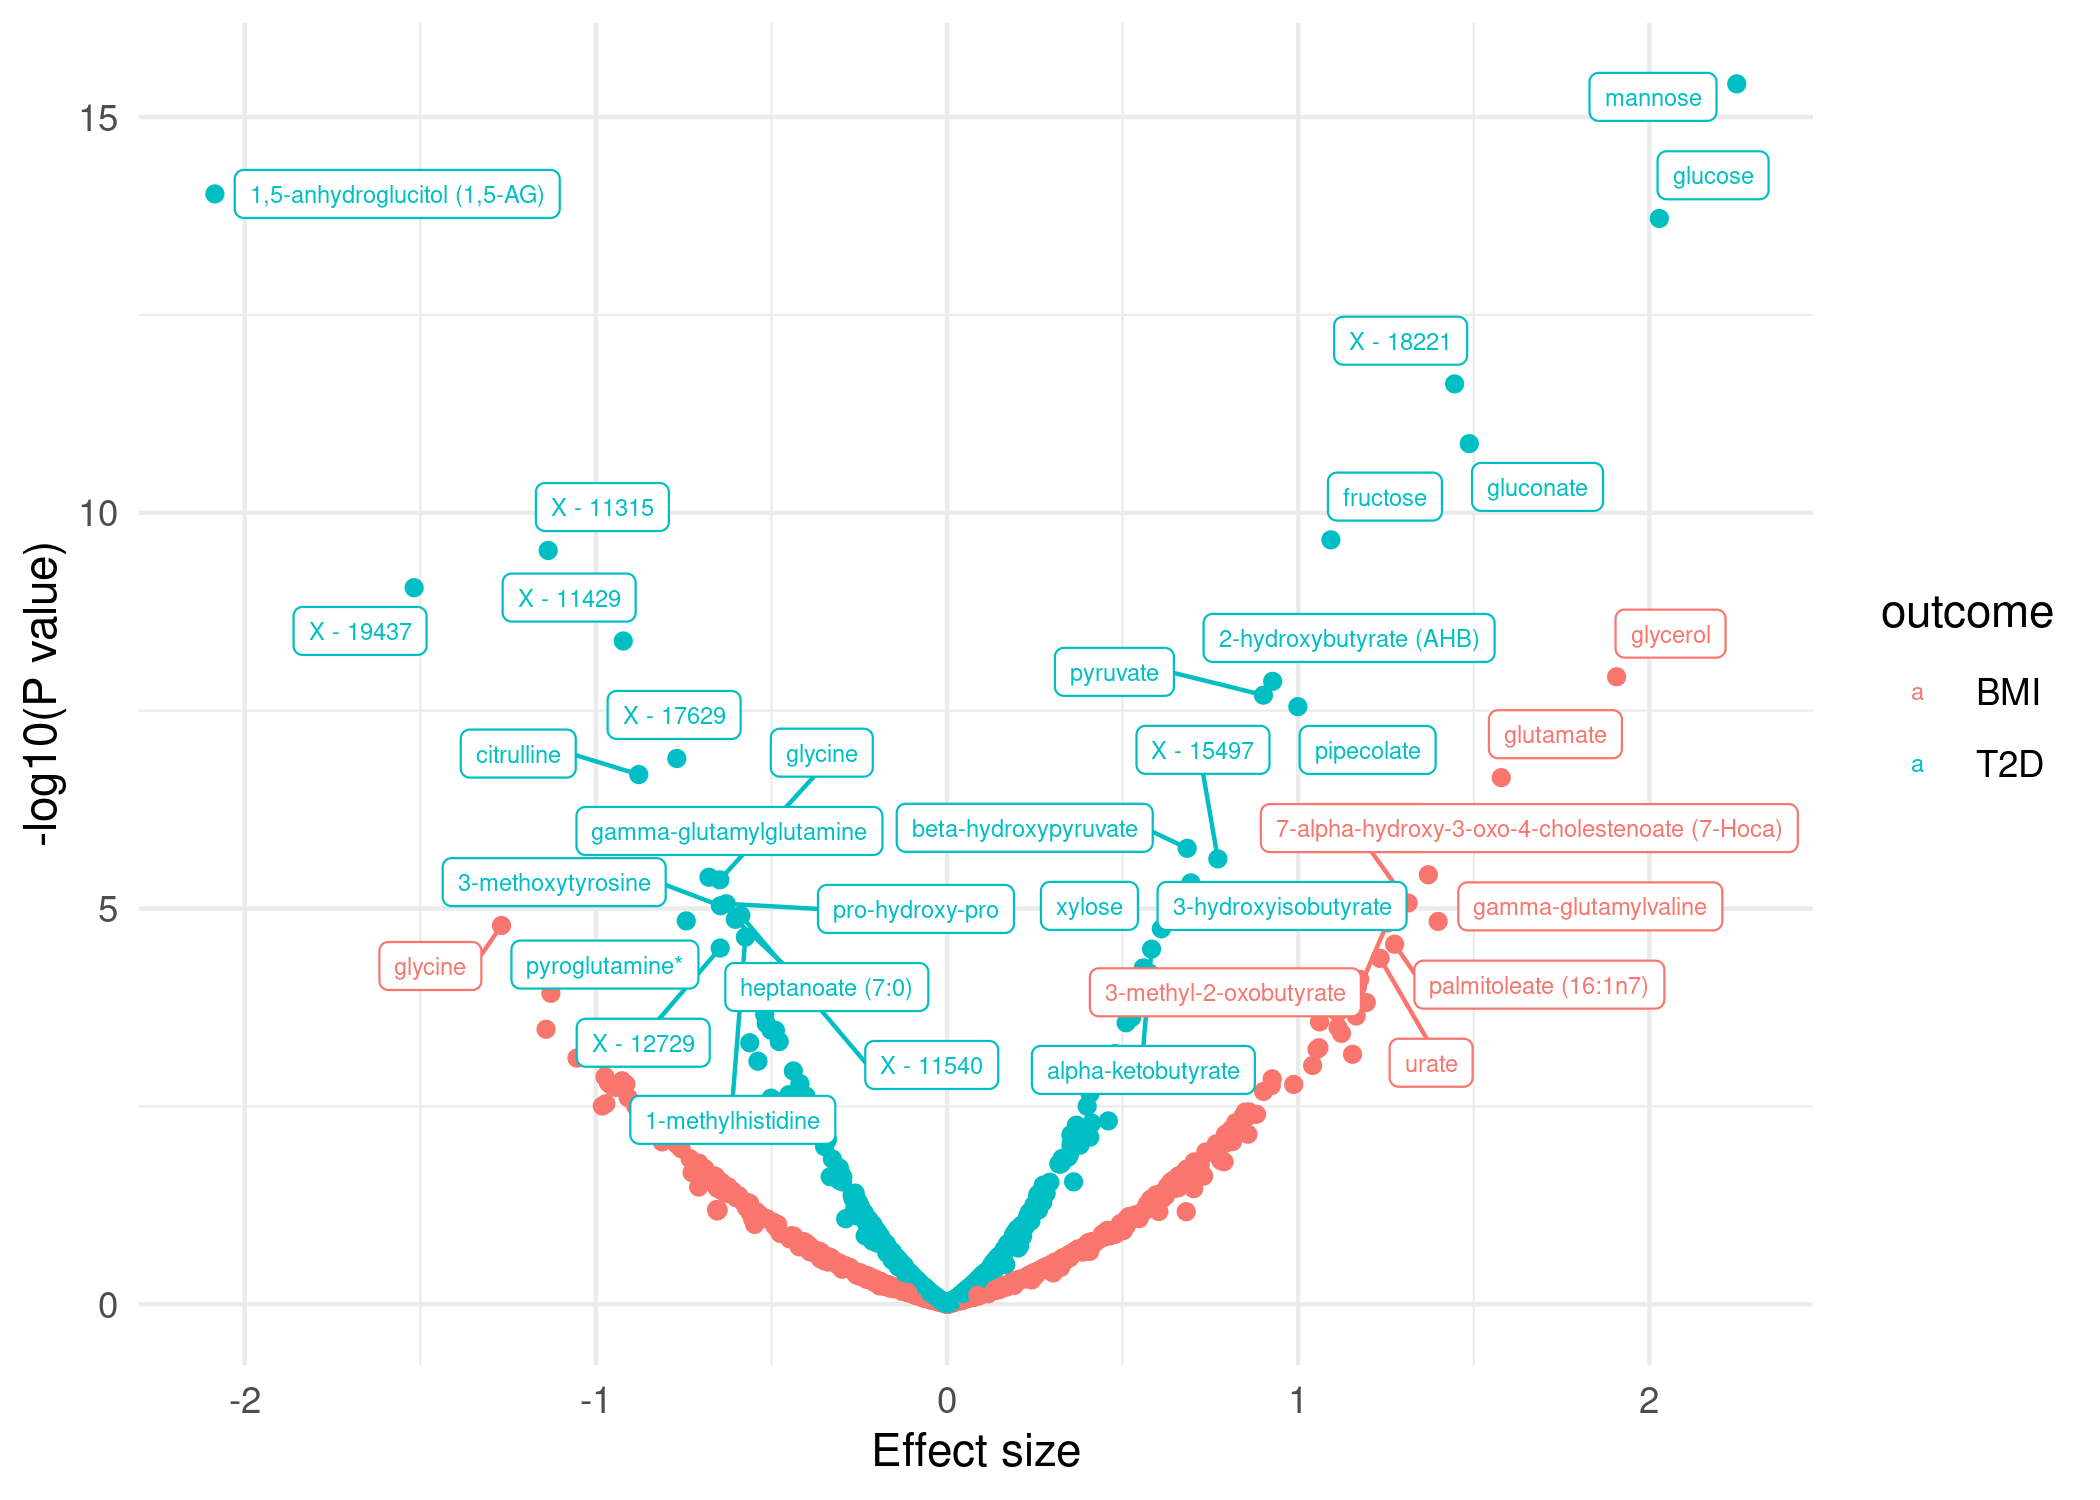 mannose
15
glucose
1,5-anhydroglucitol (1,5-AG)
X - 18221
gluconate
fructose
X - 11315
10
X - 11429
X - 19437
-log10(P value)
2-hydroxybutyrate (AHB)
glycerol
pyruvate
X - 17629
glutamate
citrulline
glycine
X - 15497
pipecolate
gamma-glutamylglutamine
beta-hydroxypyruvate
7-alpha-hydroxy-3-oxo-4-cholestenoate (7-Hoca)
3-methoxytyrosine
5
pro-hydroxy-pro
xylose
3-hydroxyisobutyrate
gamma-glutamylvaline
glycine
pyroglutamine*
heptanoate (7:0)
3-methyl-2-oxobutyrate
palmitoleate (16:1n7)
X - 12729
X - 11540
alpha-ketobutyrate
urate
1-methylhistidine
0
-2
-1
0
1
2
Effect size
outcome
a BMI
a T2D